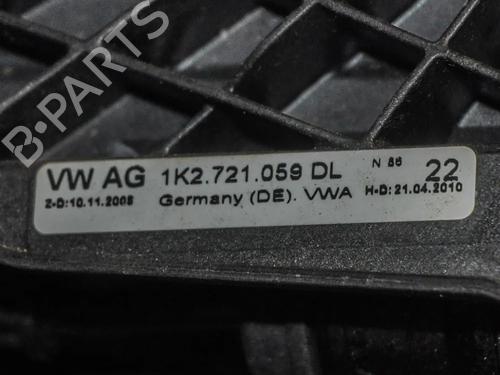 B-PARTS
VW AG 1K2.721.059 DL N 86 22
Z-D:10.11.2008 Germany (DE). VWA H-D:21.04.2010